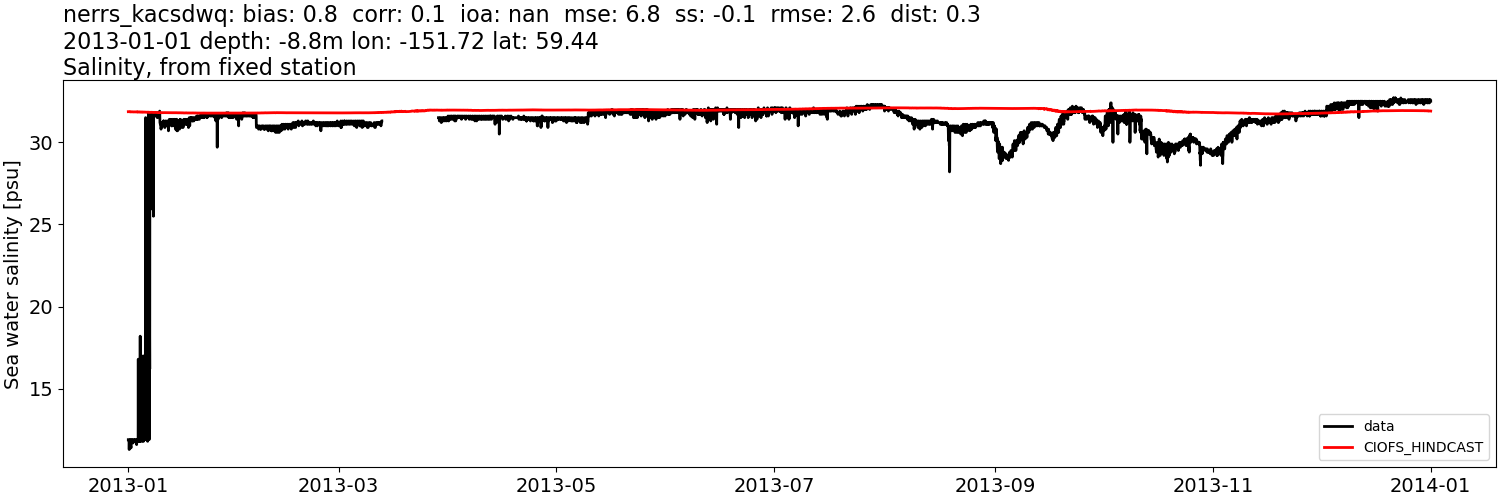 nerrs_kacsdwq: bias: 0.8  corr: 0.1  ioa: nan  mse: 6.8  ss: -0.1  rmse: 2.6  dist: 0.3
2013-01-01 depth: -8.8m lon: -151.72 lat: 59.44
Salinity, from fixed station
Sea water salinity [psu]
30
25
20
15
data
CIOFS_HINDCAST
2013-01 2013-03 2013-05 2013-07 2013-09 2013-11 2014-01